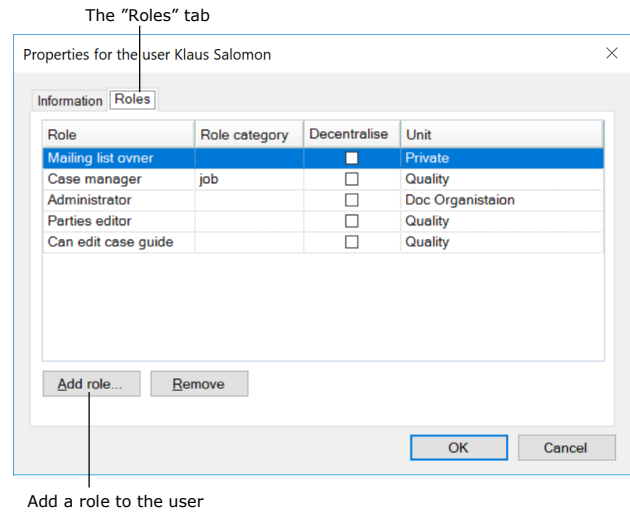 The "Roles" tab
Properties for the user Klaus Salomon
Information Roles
Role Role category Decentralise Unit
Mailing list owner Private
Case manager job Quality
Administrator Doc Organistaion
Parties editor Quality
Can edit case guide Quality
Add role... Remove
OK Cancel
Add a role to the user